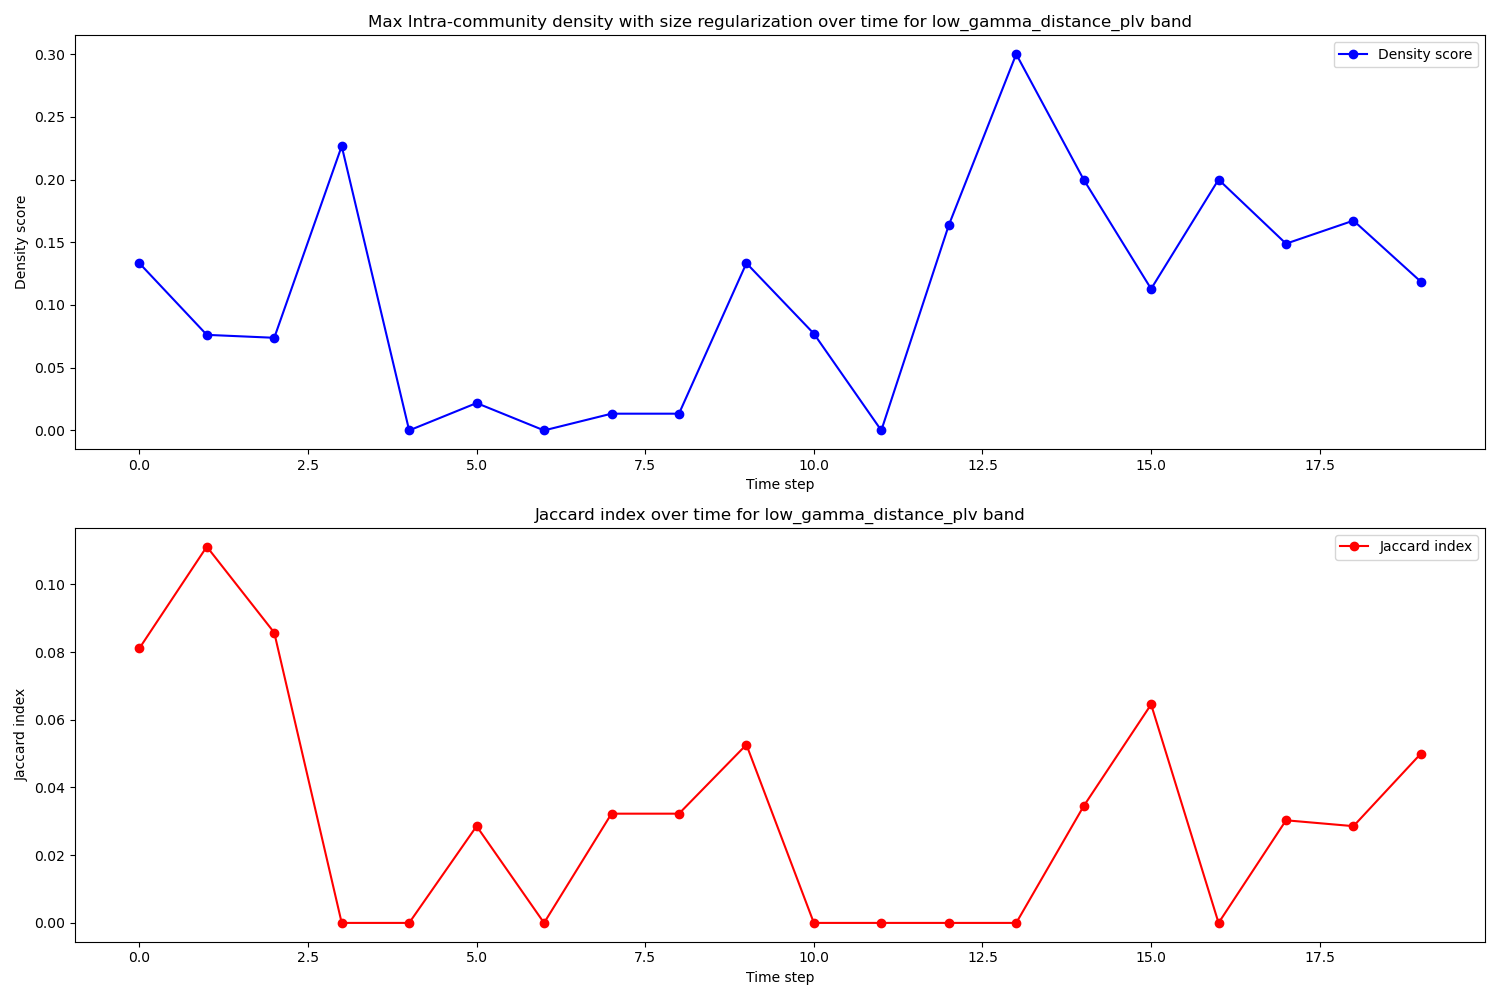 Max Intra-community density with size regularization over time for low_gamma_distance_plv band
Density score
0.30
0.25
0.20
0.15
0.10
0.05
0.00
Density score
0.0 2.5 5.0 7.5 10.0 12.5 15.0 17.5
Time step
Jaccard index over time for low_gamma_distance_plv band
Jaccard index
0.10
0.08
0.06
0.04
0.02
0.00
Jaccard index
0.0 2.5 5.0 7.5 10.0 12.5 15.0 17.5
Time step